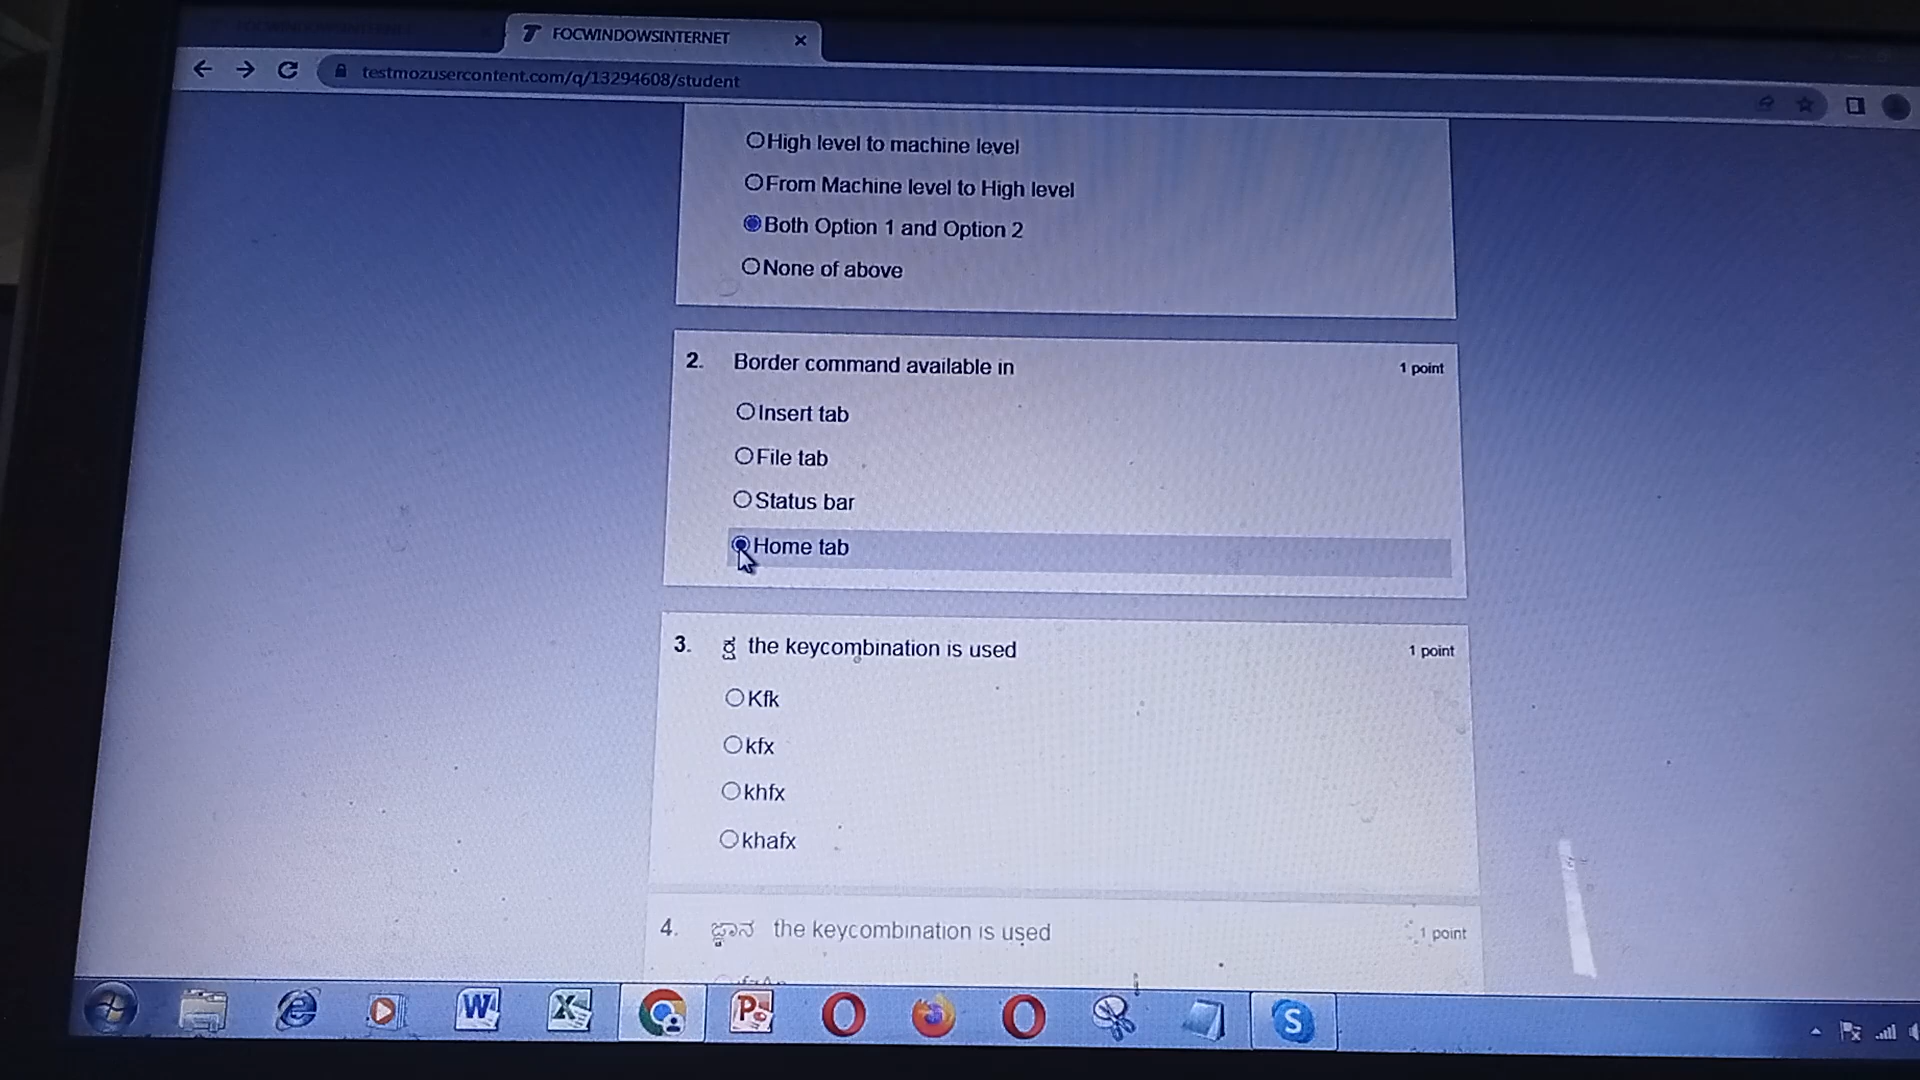 FOCWINDOWSINTERNET
testmozusercontent.com/q/13294608/student
High level to machine level
From Machine level to High level
Both Option 1 and Option 2
None of above
2. Border command available in 1 point
Insert tab
File tab
Status bar
Home tab
3. the keycombination is used 1 point
Kfk
kfx
khfx
khafx
4. ಜ್ಞಾನ the keycombination is used 1 point